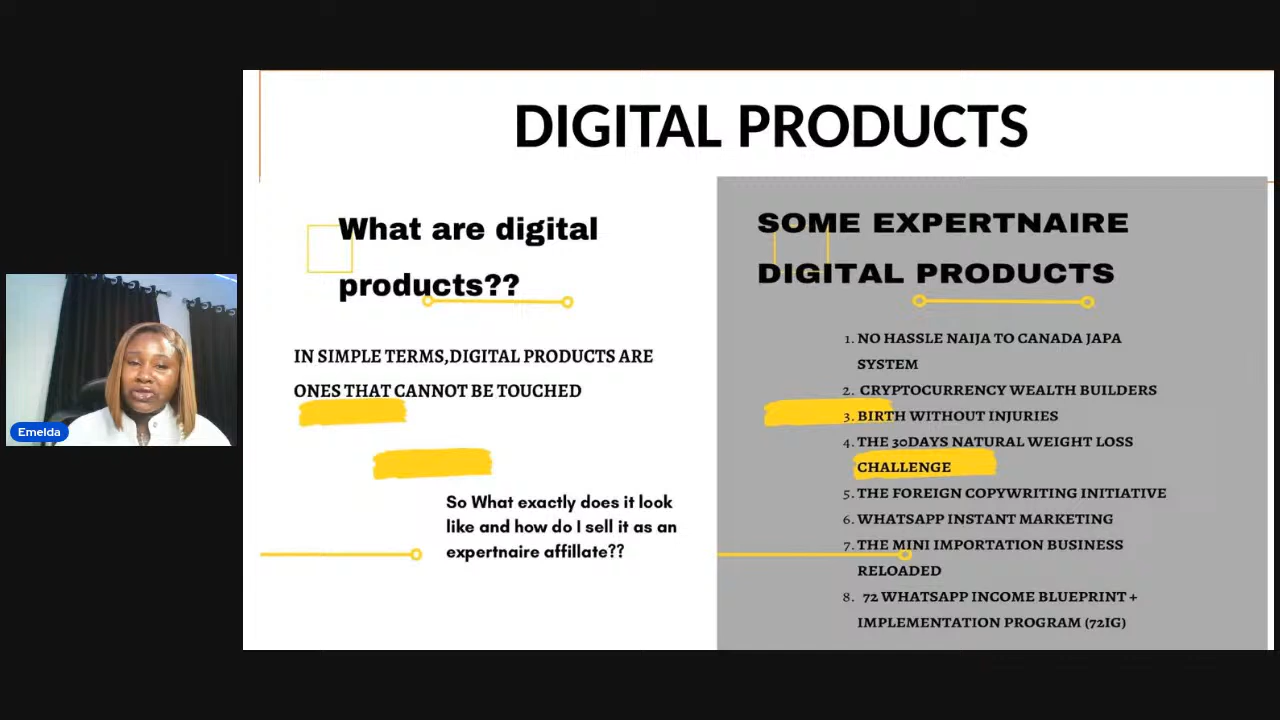 DIGITAL PRODUCTS
What are digital
products??
IN SIMPLE TERMS,DIGITAL PRODUCTS ARE
ONES THAT CANNOT BE TOUCHED
So What exactly does it look
like and how do I sell it as an
expertnaire affillate??
SOME EXPERTNAIRE
DIGITAL PRODUCTS
1. NO HASSLE NAIJA TO CANADA JAPA
SYSTEM
2. CRYPTOCURRENCY WEALTH BUILDERS
3. BIRTH WITHOUT INJURIES
4. THE 30DAYS NATURAL WEIGHT LOSS
CHALLENGE
5. THE FOREIGN COPYWRITING INITIATIVE
6. WHATSAPP INSTANT MARKETING
7. THE MINI IMPORTATION BUSINESS
RELOADED
8. 72 WHATSAPP INCOME BLUEPRINT +
IMPLEMENTATION PROGRAM (72IG)
Emelda